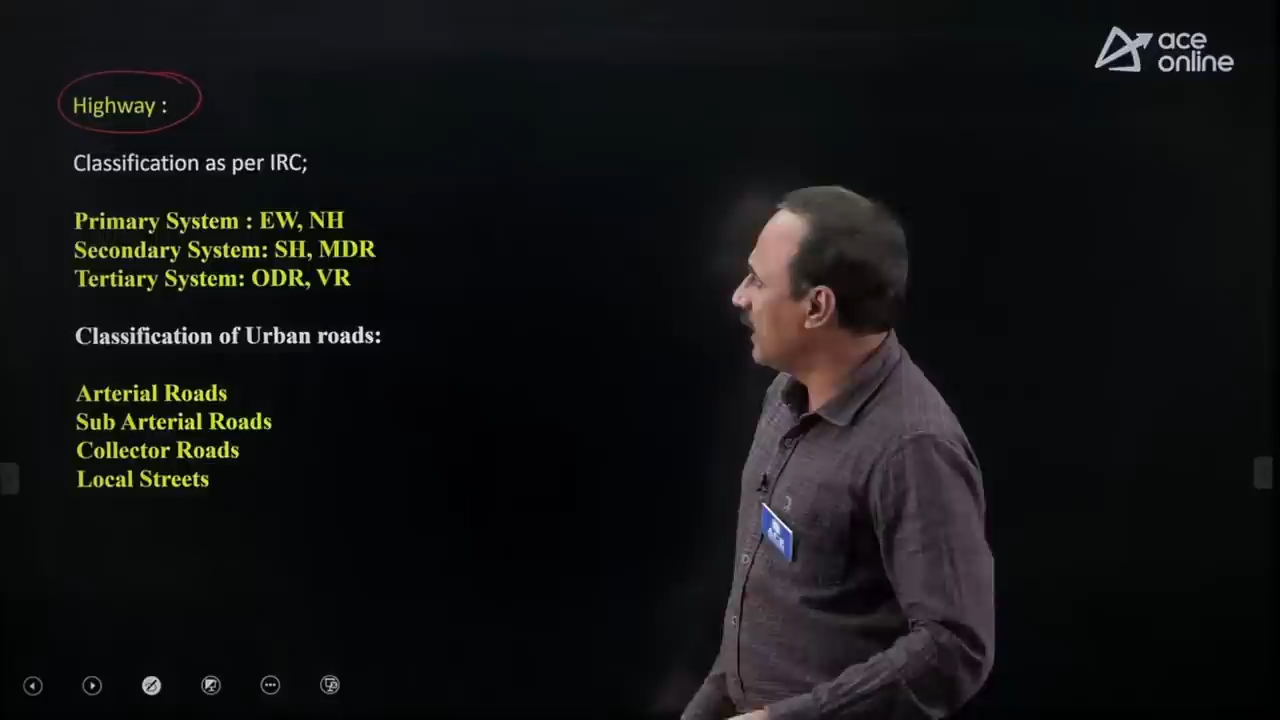 ace
online
Highway :
Classification as per IRC;
Primary System : EW, NH
Secondary System: SH, MDR
Tertiary System: ODR, VR
Classification of Urban roads:
Arterial Roads
Sub Arterial Roads
Collector Roads
Local Streets
ACE